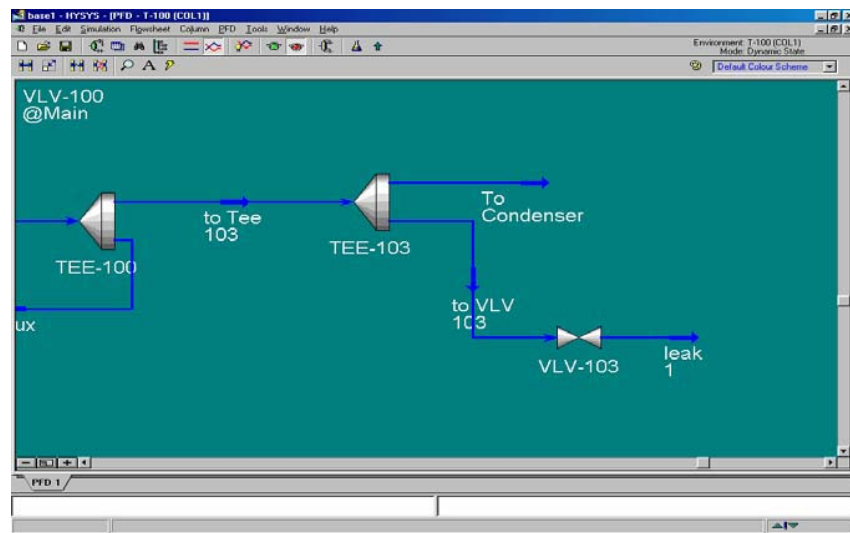 base1 - HYSYS - [PFD - T-100 (COL1)]
File Edit Simulation Flowsheet Column PFD Tools Window Help
Environment: T-100 (COL1)
Mode: Dynamic State
A
Default Colour Scheme
VLV-100
@Main
to Tee
103
To
Condenser
TEE-103
TEE-100
to VLV
103
ux
leak
1
VLV-103
PFD 1